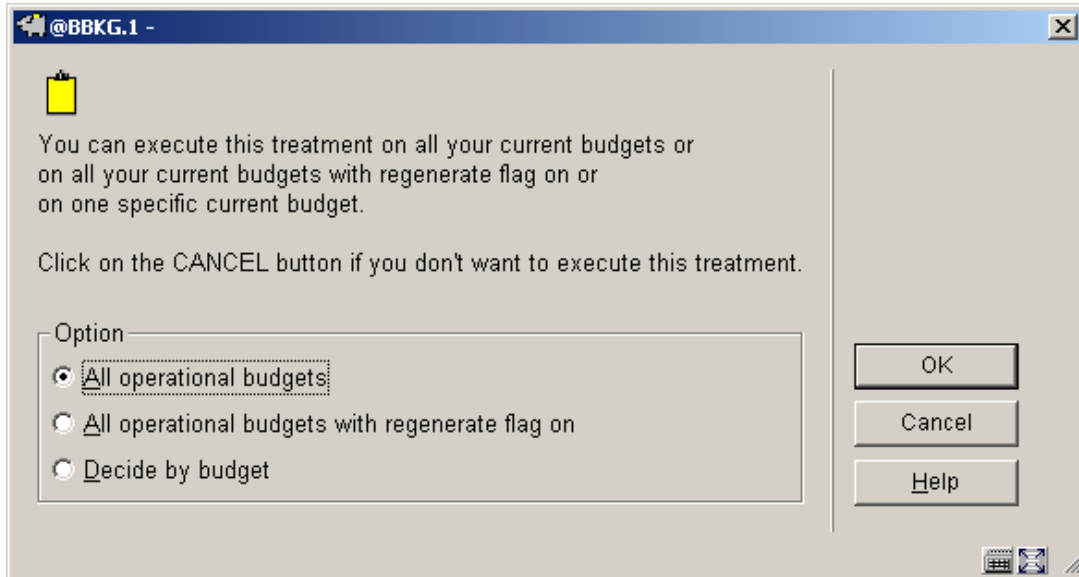 @BBKG.1 -
You can execute this treatment on all your current budgets or
on all your current budgets with regenerate flag on or
on one specific current budget.
Click on the CANCEL button if you don't want to execute this treatment.
Option
All operational budgets
All operational budgets with regenerate flag on
Decide by budget
OK
Cancel
Help